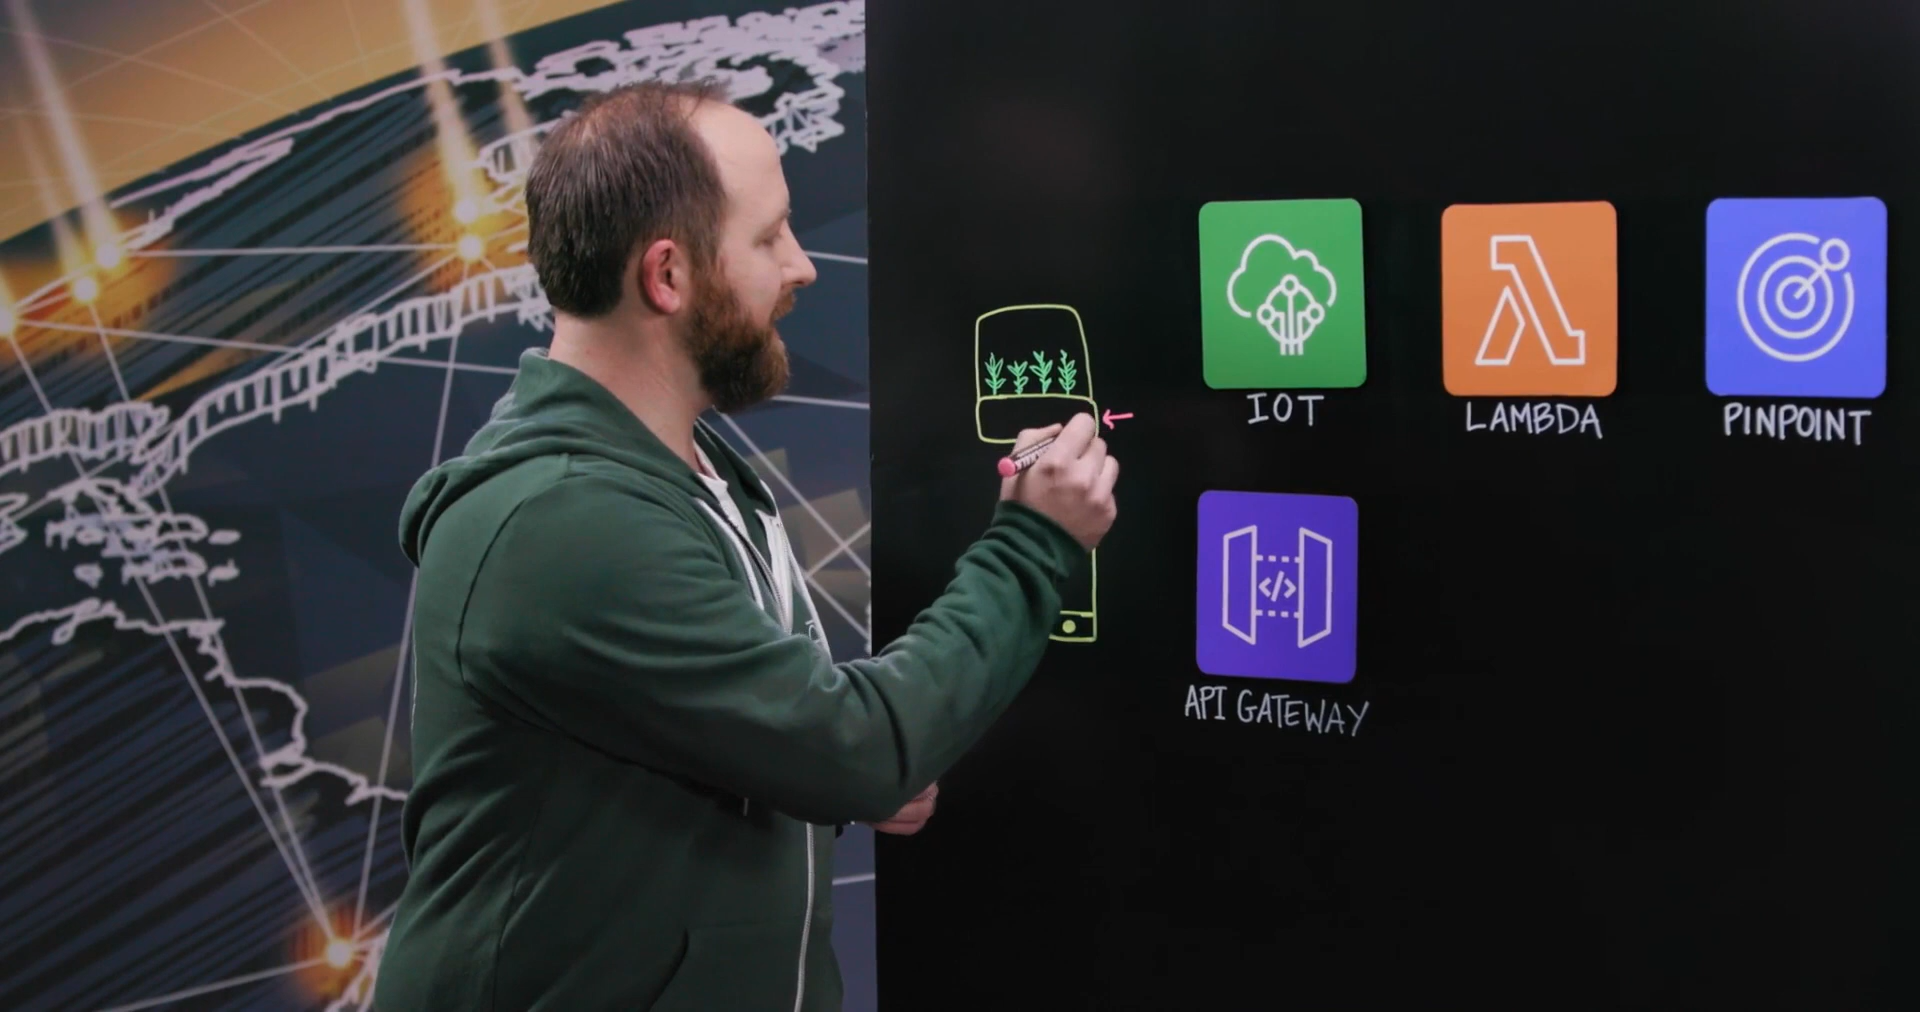 IOT
LAMBDA
PINPOINT
</>
API GATEWAY